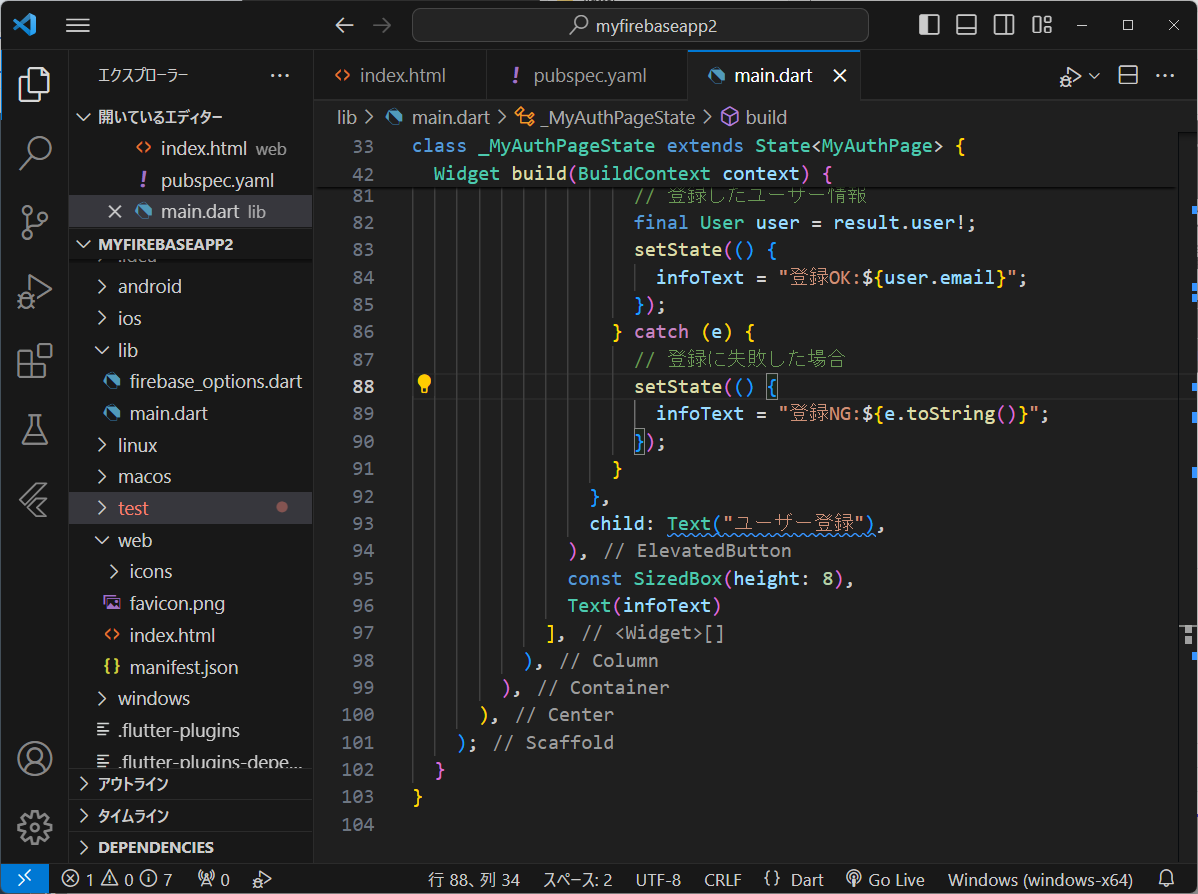 myfirebaseapp2
エクスプローラー
index.html
pubspec.yaml
main.dart
開いているエディター
index.html web
pubspec.yaml
main.dart lib
MYFIREBASEAPP2
.idea
android
ios
lib
firebase_options.dart
main.dart
linux
macos
test
web
icons
favicon.png
index.html
manifest.json
windows
.flutter-plugins
.flutter-plugins-depe...
アウトライン
タイムライン
DEPENDENCIES
lib > main.dart > _MyAuthPageState > build
33 class _MyAuthPageState extends State<MyAuthPage> {
42 Widget build(BuildContext context) {
81 // 登録したユーザー情報
82 final User user = result.user!;
83 setState(() {
84 infoText = "登録OK:${user.email}";
85 });
86 } catch (e) {
87 // 登録に失敗した場合
88 setState(() {
89 infoText = "登録NG:${e.toString()}";
90 });
91 }
92 },
93 child: Text("ユーザー登録"),
94 ), // ElevatedButton
95 const SizedBox(height: 8),
96 Text(infoText)
97 ], // <Widget>[]
98 ), // Column
99 ), // Container
100 ), // Center
101 ); // Scaffold
102 }
103 }
104
1 0 7 0 行 88、列 34 スペース: 2 UTF-8 CRLF {} Dart Go Live Windows (windows-x64)